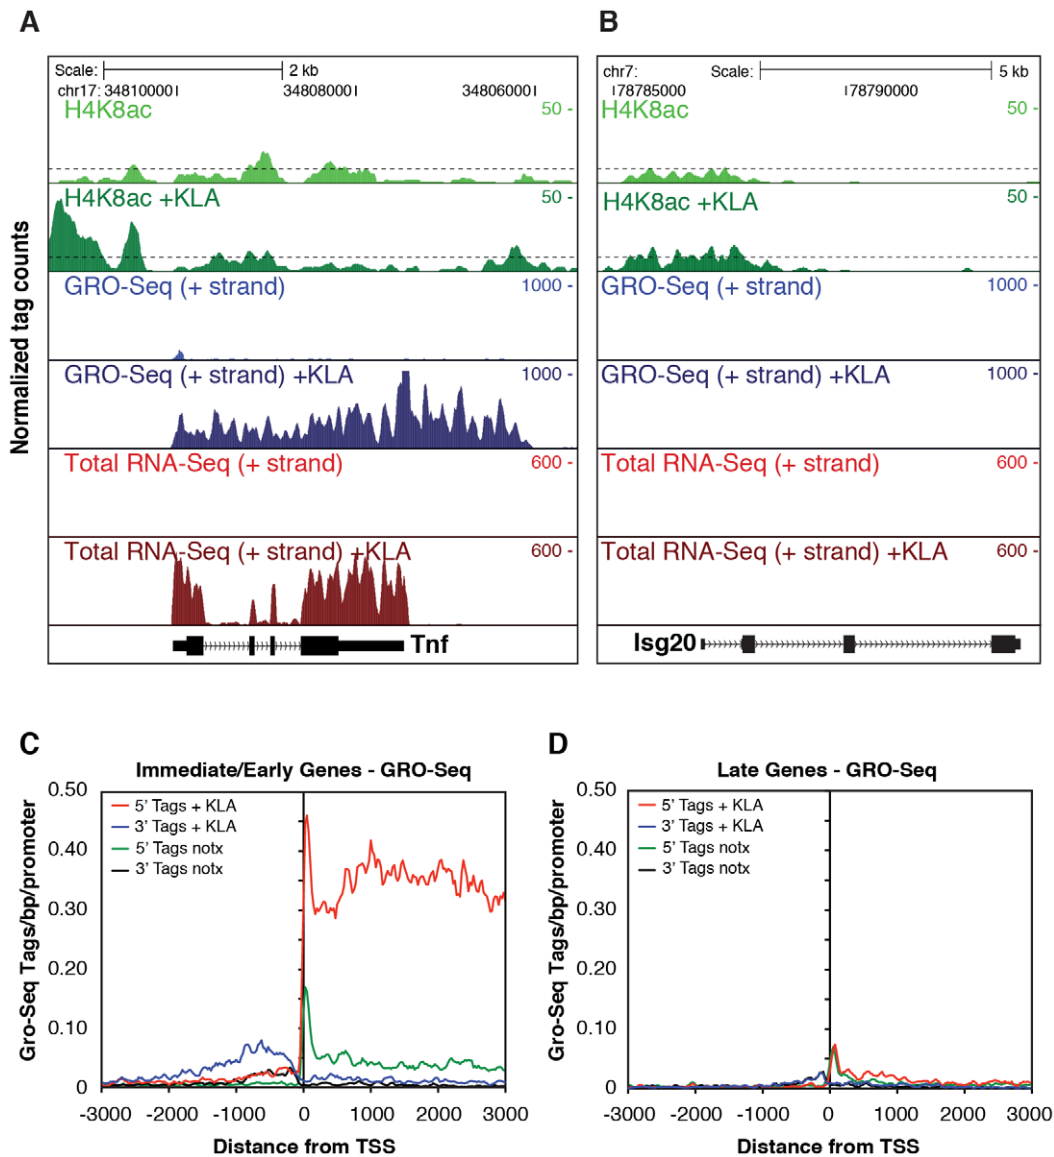 A
B
Scale: 2 kb
chr17: 34810000 34808000 34806000
chr7: Scale: 5 kb
78785000 78790000
H4K8ac 50 -
H4K8ac 50 -
H4K8ac +KLA 50 -
H4K8ac +KLA 50 -
GRO-Seq (+ strand) 1000 -
GRO-Seq (+ strand) 1000 -
GRO-Seq (+ strand) +KLA 1000 -
GRO-Seq (+ strand) +KLA 1000 -
Total RNA-Seq (+ strand) 600 -
Total RNA-Seq (+ strand) 600 -
Total RNA-Seq (+ strand) +KLA 600 -
Total RNA-Seq (+ strand) +KLA 600 -
Normalized tag counts
Tnf
Isg20
C
Immediate/Early Genes - GRO-Seq
Gro-Seq Tags/bp/promoter
0.50
0.40
0.30
0.20
0.10
0
5’ Tags + KLA
3’ Tags + KLA
5’ Tags notx
3’ Tags notx
-3000 -2000 -1000 0 1000 2000 3000
Distance from TSS
D
Late Genes - GRO-Seq
Gro-Seq Tags/bp/promoter
0.50
0.40
0.30
0.20
0.10
0
5’ Tags + KLA
3’ Tags + KLA
5’ Tags notx
3’ Tags notx
-3000 -2000 -1000 0 1000 2000 3000
Distance from TSS